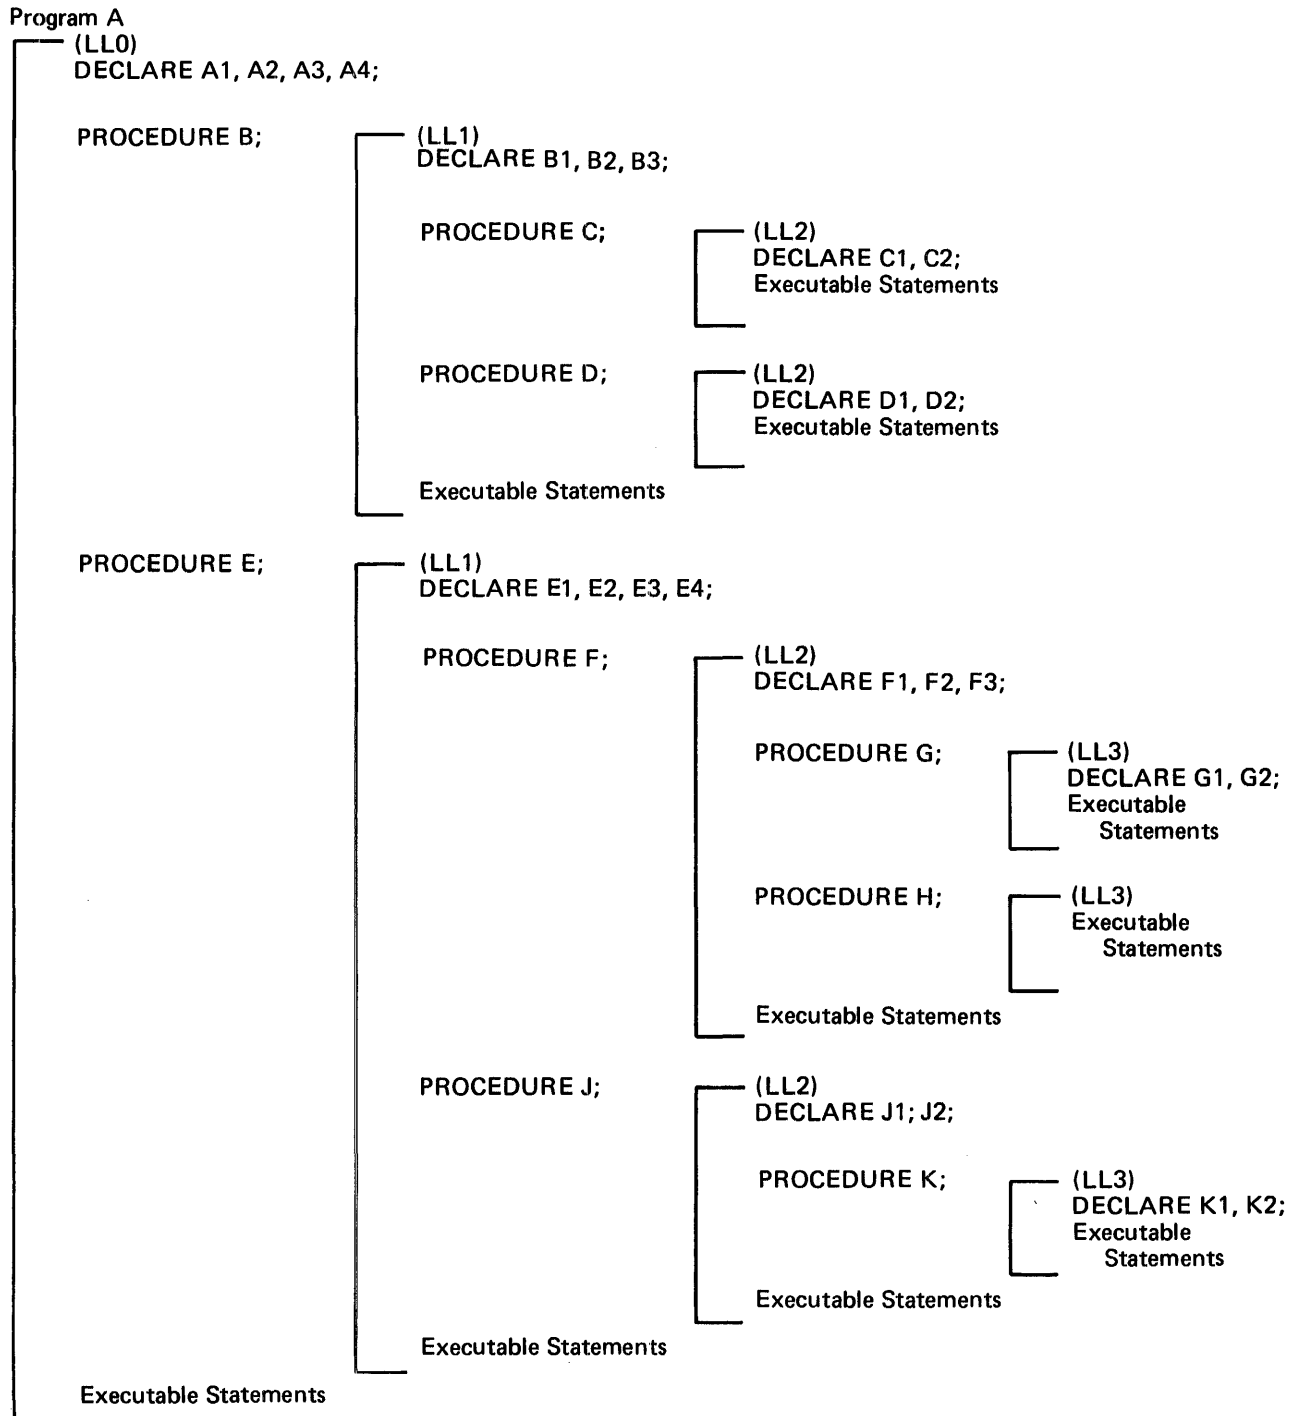 Program A
(LL0)
DECLARE A1, A2, A3, A4;
PROCEDURE B;
(LL1)
DECLARE B1, B2, B3;
PROCEDURE C;
(LL2)
DECLARE C1, C2;
Executable Statements
PROCEDURE D;
(LL2)
DECLARE D1, D2;
Executable Statements
Executable Statements
PROCEDURE E;
(LL1)
DECLARE E1, E2, E3, E4;
PROCEDURE F;
(LL2)
DECLARE F1, F2, F3;
PROCEDURE G;
(LL3)
DECLARE G1, G2;
Executable
Statements
PROCEDURE H;
(LL3)
Executable
Statements
Executable Statements
PROCEDURE J;
(LL2)
DECLARE J1; J2;
PROCEDURE K;
(LL3)
DECLARE K1, K2;
Executable
Statements
Executable Statements
Executable Statements
Executable Statements